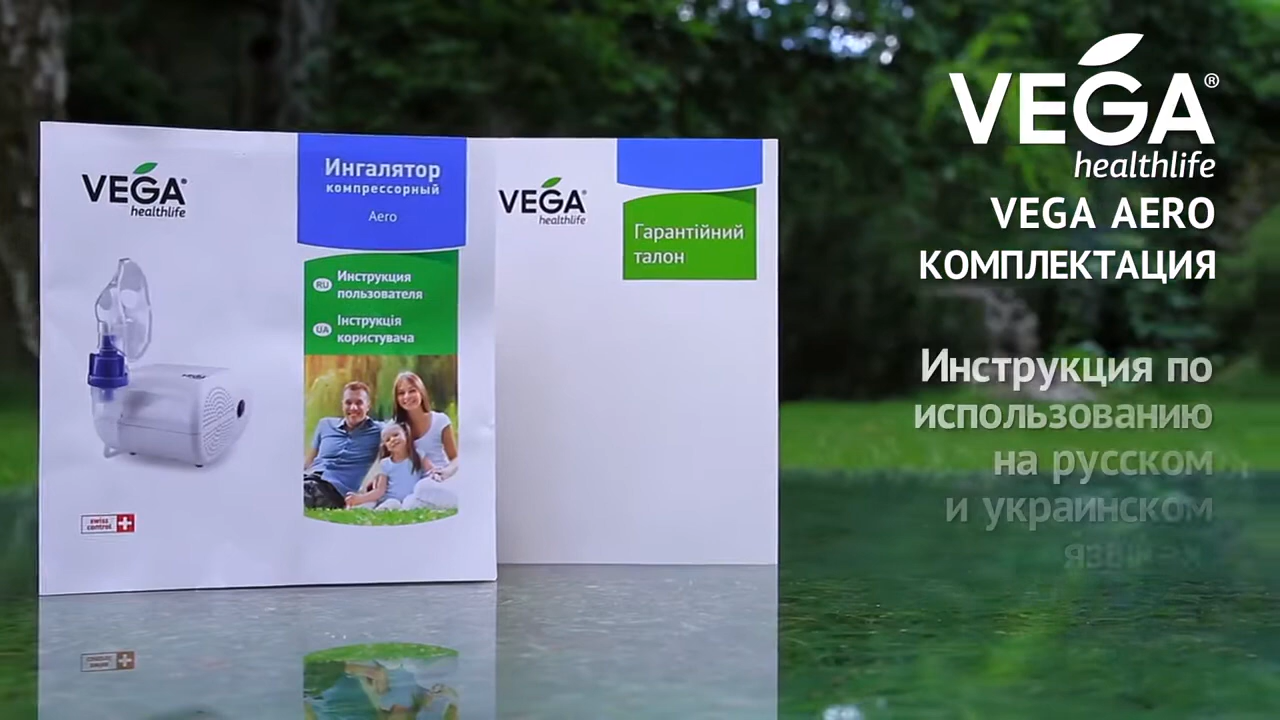 VEGA®
healthlife
Ингалятор
компрессорный
Aero
RU Инструкция
пользователя
UA Інструкція
користувача
VEGA
swiss
control
VEGA®
healthlife
Гарантійний
талон
VEGA®
healthlife
VEGA AERO
КОМПЛЕКТАЦИЯ
Инструкция по
использованию
на русском
и украинском